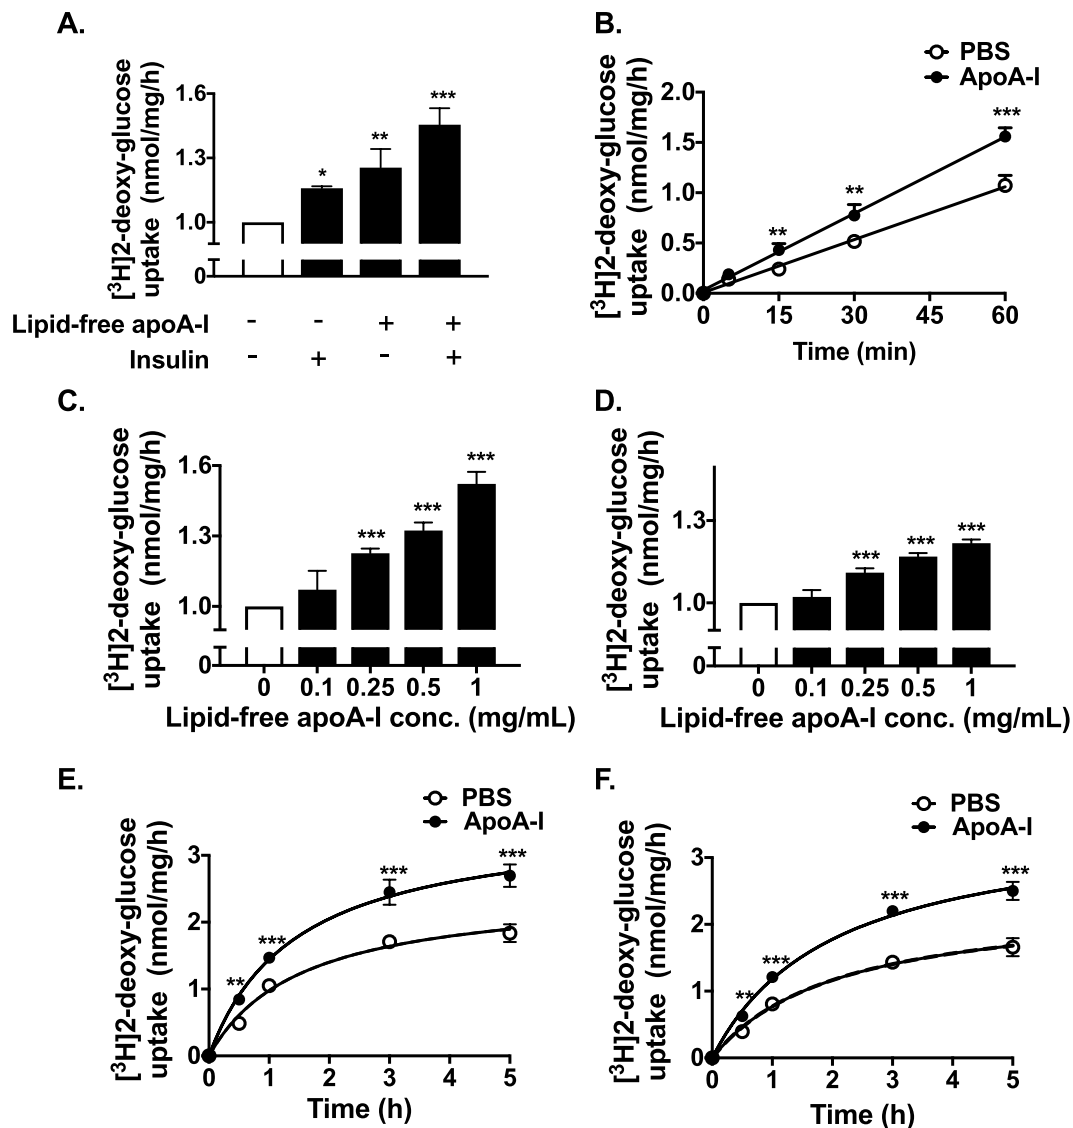 A.
[³H]2-deoxy-glucose
uptake (nmol/mg/h)
1.6
1.3
1.0
0
*
**
***
Lipid-free apoA-I - - + +
Insulin - + - +
B.
PBS
ApoA-I
[³H]2-deoxy-glucose
uptake (nmol/mg/h)
2.0
1.5
1.0
0.5
0.0
**
**
***
0 15 30 45 60
Time (min)
C.
[³H]2-deoxy-glucose
uptake (nmol/mg/h)
1.6
1.3
1.0
0
***
***
***
0 0.1 0.25 0.5 1
Lipid-free apoA-I conc. (mg/mL)
D.
[³H]2-deoxy-glucose
uptake (nmol/mg/h)
1.3
1.0
0
***
***
***
0 0.1 0.25 0.5 1
Lipid-free apoA-I conc. (mg/mL)
E.
PBS
ApoA-I
[³H]2-deoxy-glucose
uptake (nmol/mg/h)
3
2
1
0
**
***
***
***
0 1 2 3 4 5
Time (h)
F.
PBS
ApoA-I
[³H]2-deoxy-glucose
uptake (nmol/mg/h)
3
2
1
0
**
***
***
***
0 1 2 3 4 5
Time (h)